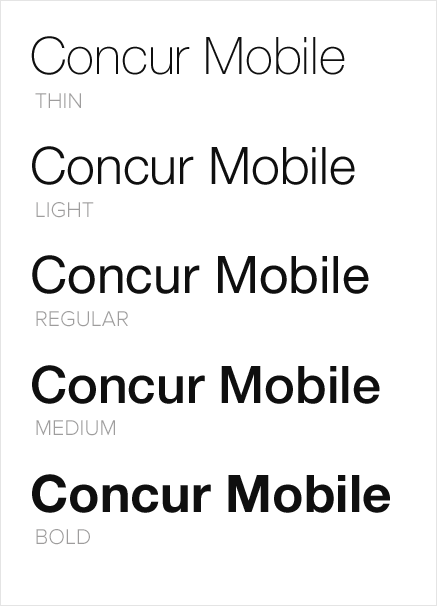 Concur Mobile
THIN
Concur Mobile
LIGHT
Concur Mobile
REGULAR
Concur Mobile
MEDIUM
Concur Mobile
BOLD